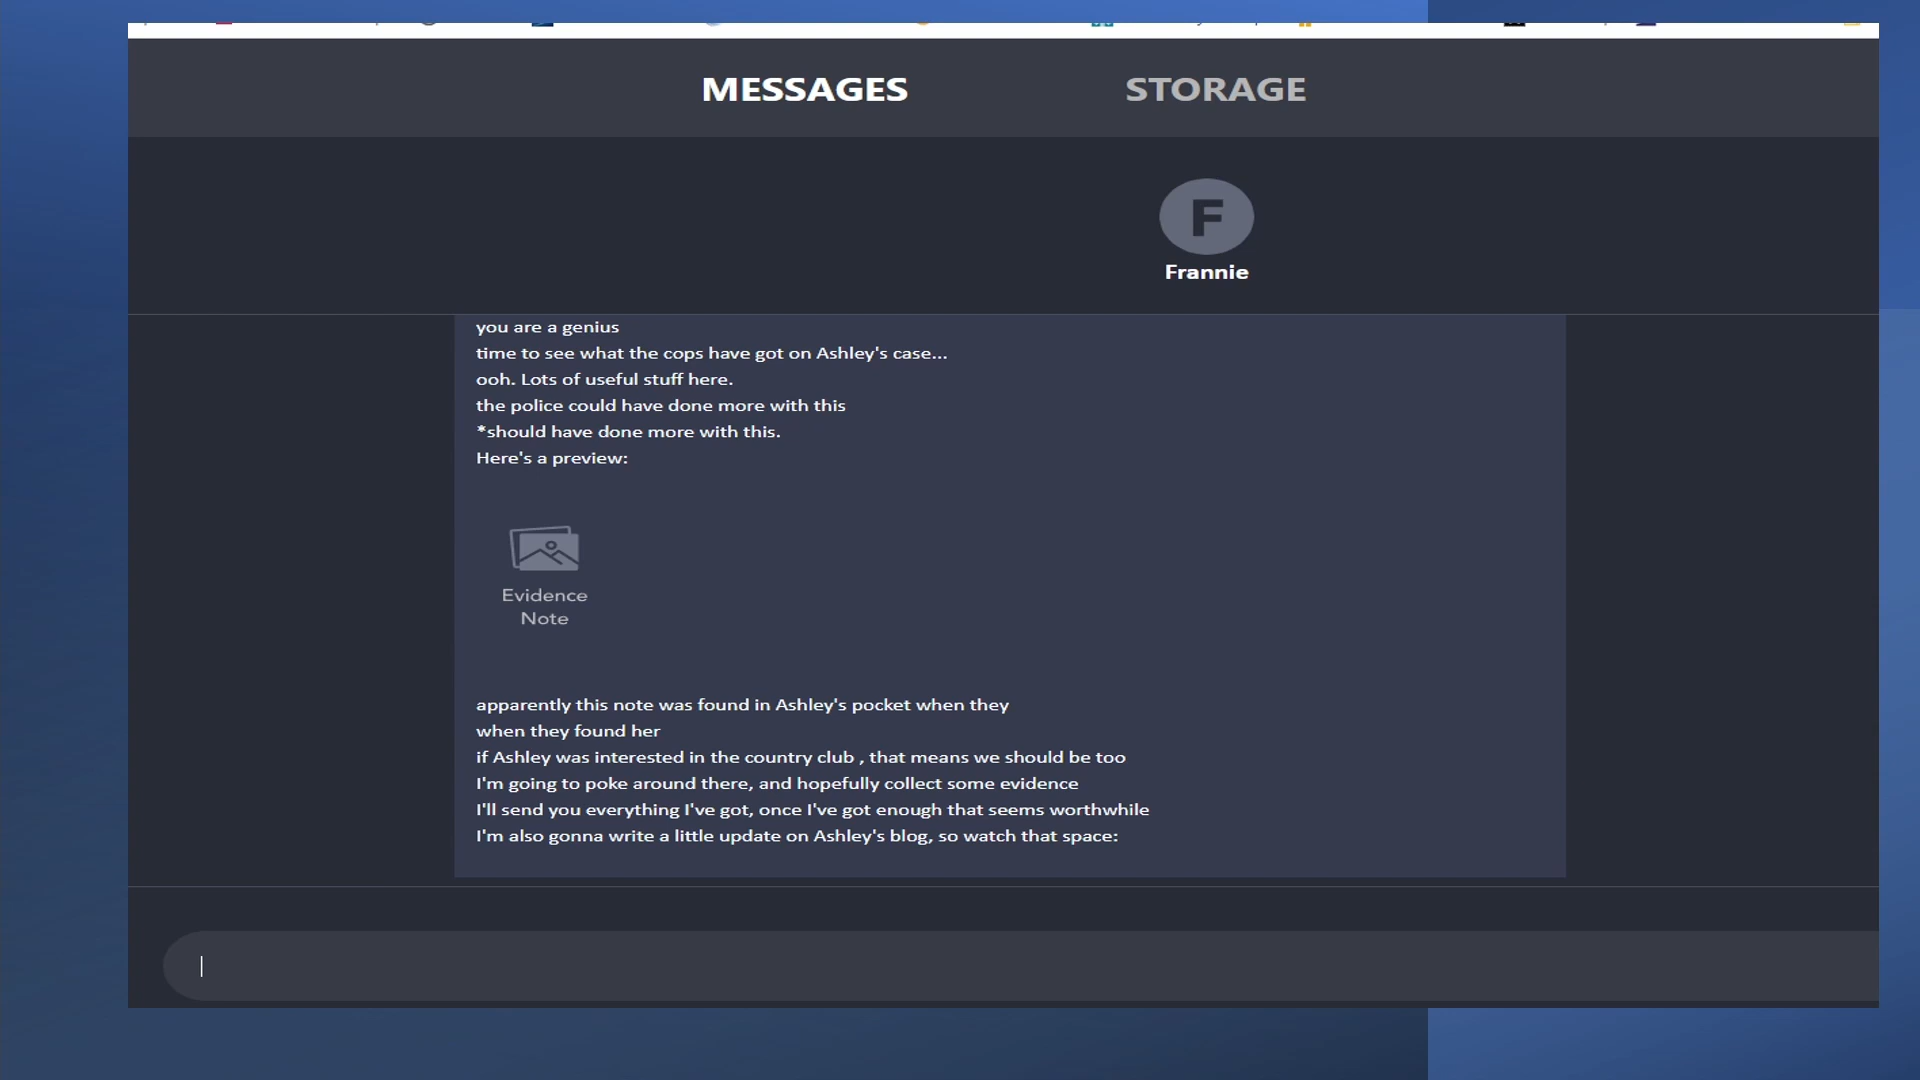 MESSAGES
STORAGE
F
Frannie
you are a genius
time to see what the cops have got on Ashley's case...
ooh. Lots of useful stuff here.
the police could have done more with this
*should have done more with this.
Here's a preview:
Evidence
Note
apparently this note was found in Ashley's pocket when they
when they found her
if Ashley was interested in the country club , that means we should be too
I'm going to poke around there, and hopefully collect some evidence
I'll send you everything I've got, once I've got enough that seems worthwhile
I'm also gonna write a little update on Ashley's blog, so watch that space: